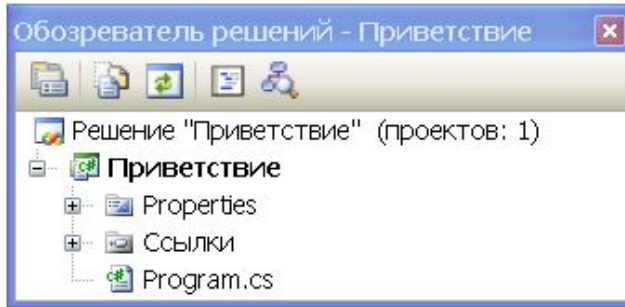 Обозреватель решений - Приветствие
Решение "Приветствие" (проектов: 1)
Приветствие
Properties
Ссылки
Program.cs